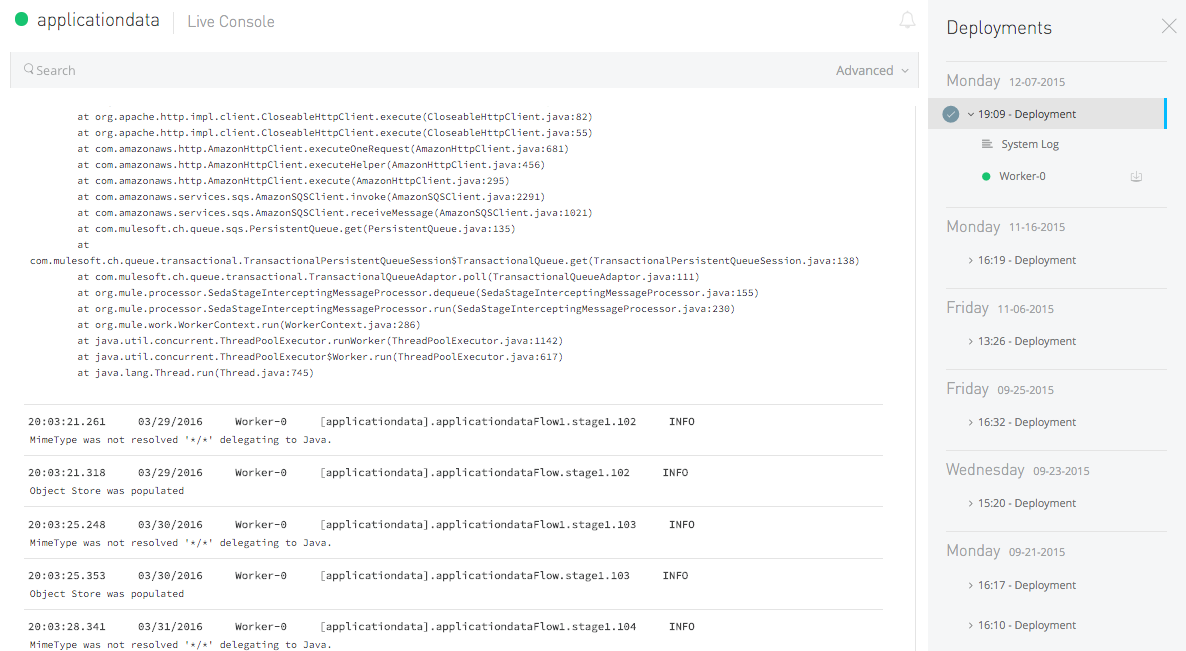 applicationdata Live Console
Search Advanced
at org.apache.http.impl.client.CloseableHttpClient.execute(CloseableHttpClient.java:82)
at org.apache.http.impl.client.CloseableHttpClient.execute(CloseableHttpClient.java:55)
at com.amazonaws.http.AmazonHttpClient.executeOneRequest(AmazonHttpClient.java:681)
at com.amazonaws.http.AmazonHttpClient.executeHelper(AmazonHttpClient.java:456)
at com.amazonaws.http.AmazonHttpClient.execute(AmazonHttpClient.java:295)
at com.amazonaws.services.sqs.AmazonSQSClient.invoke(AmazonSQSClient.java:2291)
at com.amazonaws.services.sqs.AmazonSQSClient.receiveMessage(AmazonSQSClient.java:1021)
at com.mulesoft.ch.queue.sqs.PersistentQueue.get(PersistentQueue.java:135)
at
com.mulesoft.ch.queue.transactional.TransactionalPersistentQueueSession$TransactionalQueue.get(TransactionalPersistentQueueSession.java:138)
at com.mulesoft.ch.queue.transactional.TransactionalQueueAdaptor.poll(TransactionalQueueAdaptor.java:111)
at org.mule.processor.SedaStageInterceptingMessageProcessor.dequeue(SedaStageInterceptingMessageProcessor.java:155)
at org.mule.processor.SedaStageInterceptingMessageProcessor.run(SedaStageInterceptingMessageProcessor.java:230)
at org.mule.work.WorkerContext.run(WorkerContext.java:286)
at java.util.concurrent.ThreadPoolExecutor.runWorker(ThreadPoolExecutor.java:1142)
at java.util.concurrent.ThreadPoolExecutor$Worker.run(ThreadPoolExecutor.java:617)
at java.lang.Thread.run(Thread.java:745)
20:03:21.261 03/29/2016 Worker-0 [applicationdata].applicationdataFlow1.stage1.102 INFO
MimeType was not resolved '*/*' delegating to Java.
20:03:21.318 03/29/2016 Worker-0 [applicationdata].applicationdataFlow.stage1.102 INFO
Object Store was populated
20:03:25.248 03/30/2016 Worker-0 [applicationdata].applicationdataFlow1.stage1.103 INFO
MimeType was not resolved '*/*' delegating to Java.
20:03:25.353 03/30/2016 Worker-0 [applicationdata].applicationdataFlow.stage1.103 INFO
Object Store was populated
20:03:28.341 03/31/2016 Worker-0 [applicationdata].applicationdataFlow1.stage1.104 INFO
MimeType was not resolved '*/*' delegating to Java.
Deployments
Monday 12-07-2015
19:09 - Deployment
System Log
Worker-0
Monday 11-16-2015
16:19 - Deployment
Friday 11-06-2015
13:26 - Deployment
Friday 09-25-2015
16:32 - Deployment
Wednesday 09-23-2015
15:20 - Deployment
Monday 09-21-2015
16:17 - Deployment
16:10 - Deployment